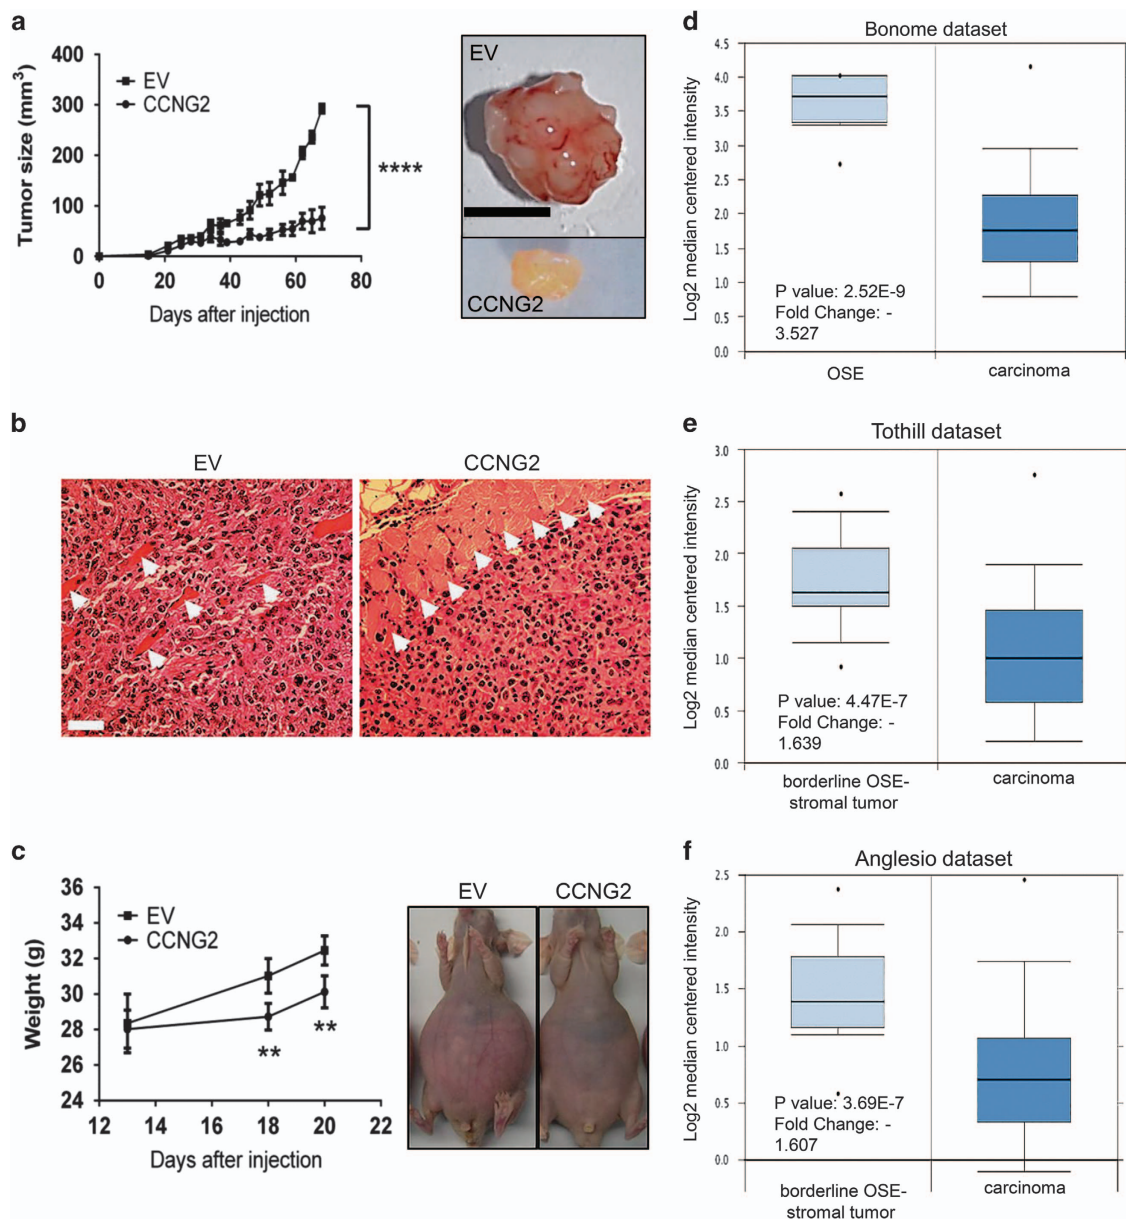 a
Tumor size (mm³)
400
300
200
100
0
EV
CCNG2
****
0 20 40 60 80
Days after injection
EV
CCNG2
b
EV CCNG2
c
Weight (g)
36
34
32
30
28
26
24
EV
CCNG2
**
**
12 14 16 18 20 22
Days after injection
EV CCNG2
d
Bonome dataset
Log2 median centered intensity
4.5
4.0
3.5
3.0
2.5
2.0
1.5
1.0
0.5
0.0
P value: 2.52E-9
Fold Change: -
3.527
OSE carcinoma
e
Tothill dataset
Log2 median centered intensity
3.0
2.5
2.0
1.5
1.0
0.5
0.0
P value: 4.47E-7
Fold Change: -
1.639
borderline OSE-
stromal tumor
carcinoma
f
Anglesio dataset
Log2 median centered intensity
2.5
2.0
1.5
1.0
0.5
0.0
P value: 3.69E-7
Fold Change: -
1.607
borderline OSE-
stromal tumor
carcinoma